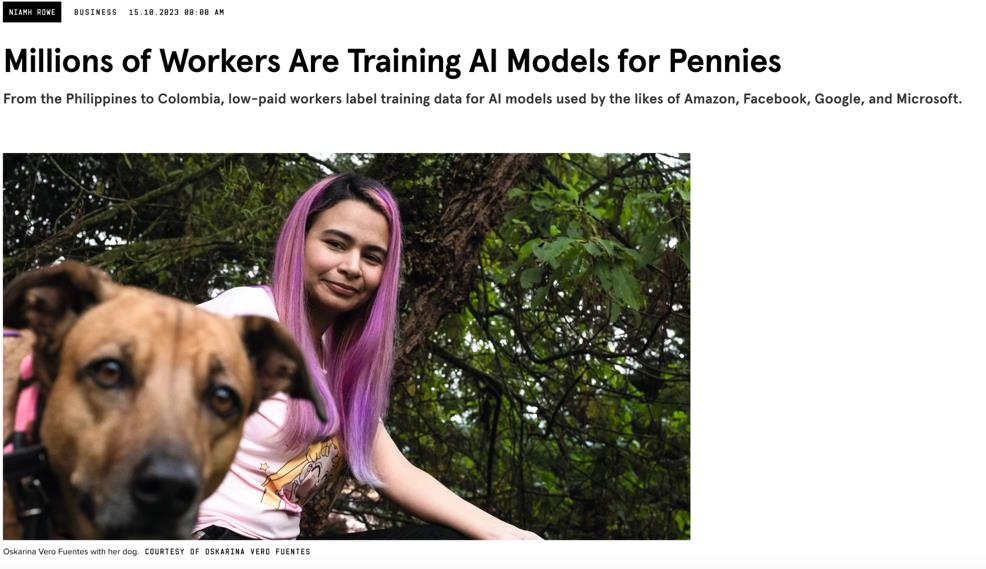 NIAMH ROWE BUSINESS 15.10.2023 08:00 AM
Millions of Workers Are Training AI Models for Pennies
From the Philippines to Colombia, low-paid workers label training data for AI models used by the likes of Amazon, Facebook, Google, and Microsoft.
Oskarina Vero Fuentes with her dog. COURTESY OF OSKARINA VERO FUENTES